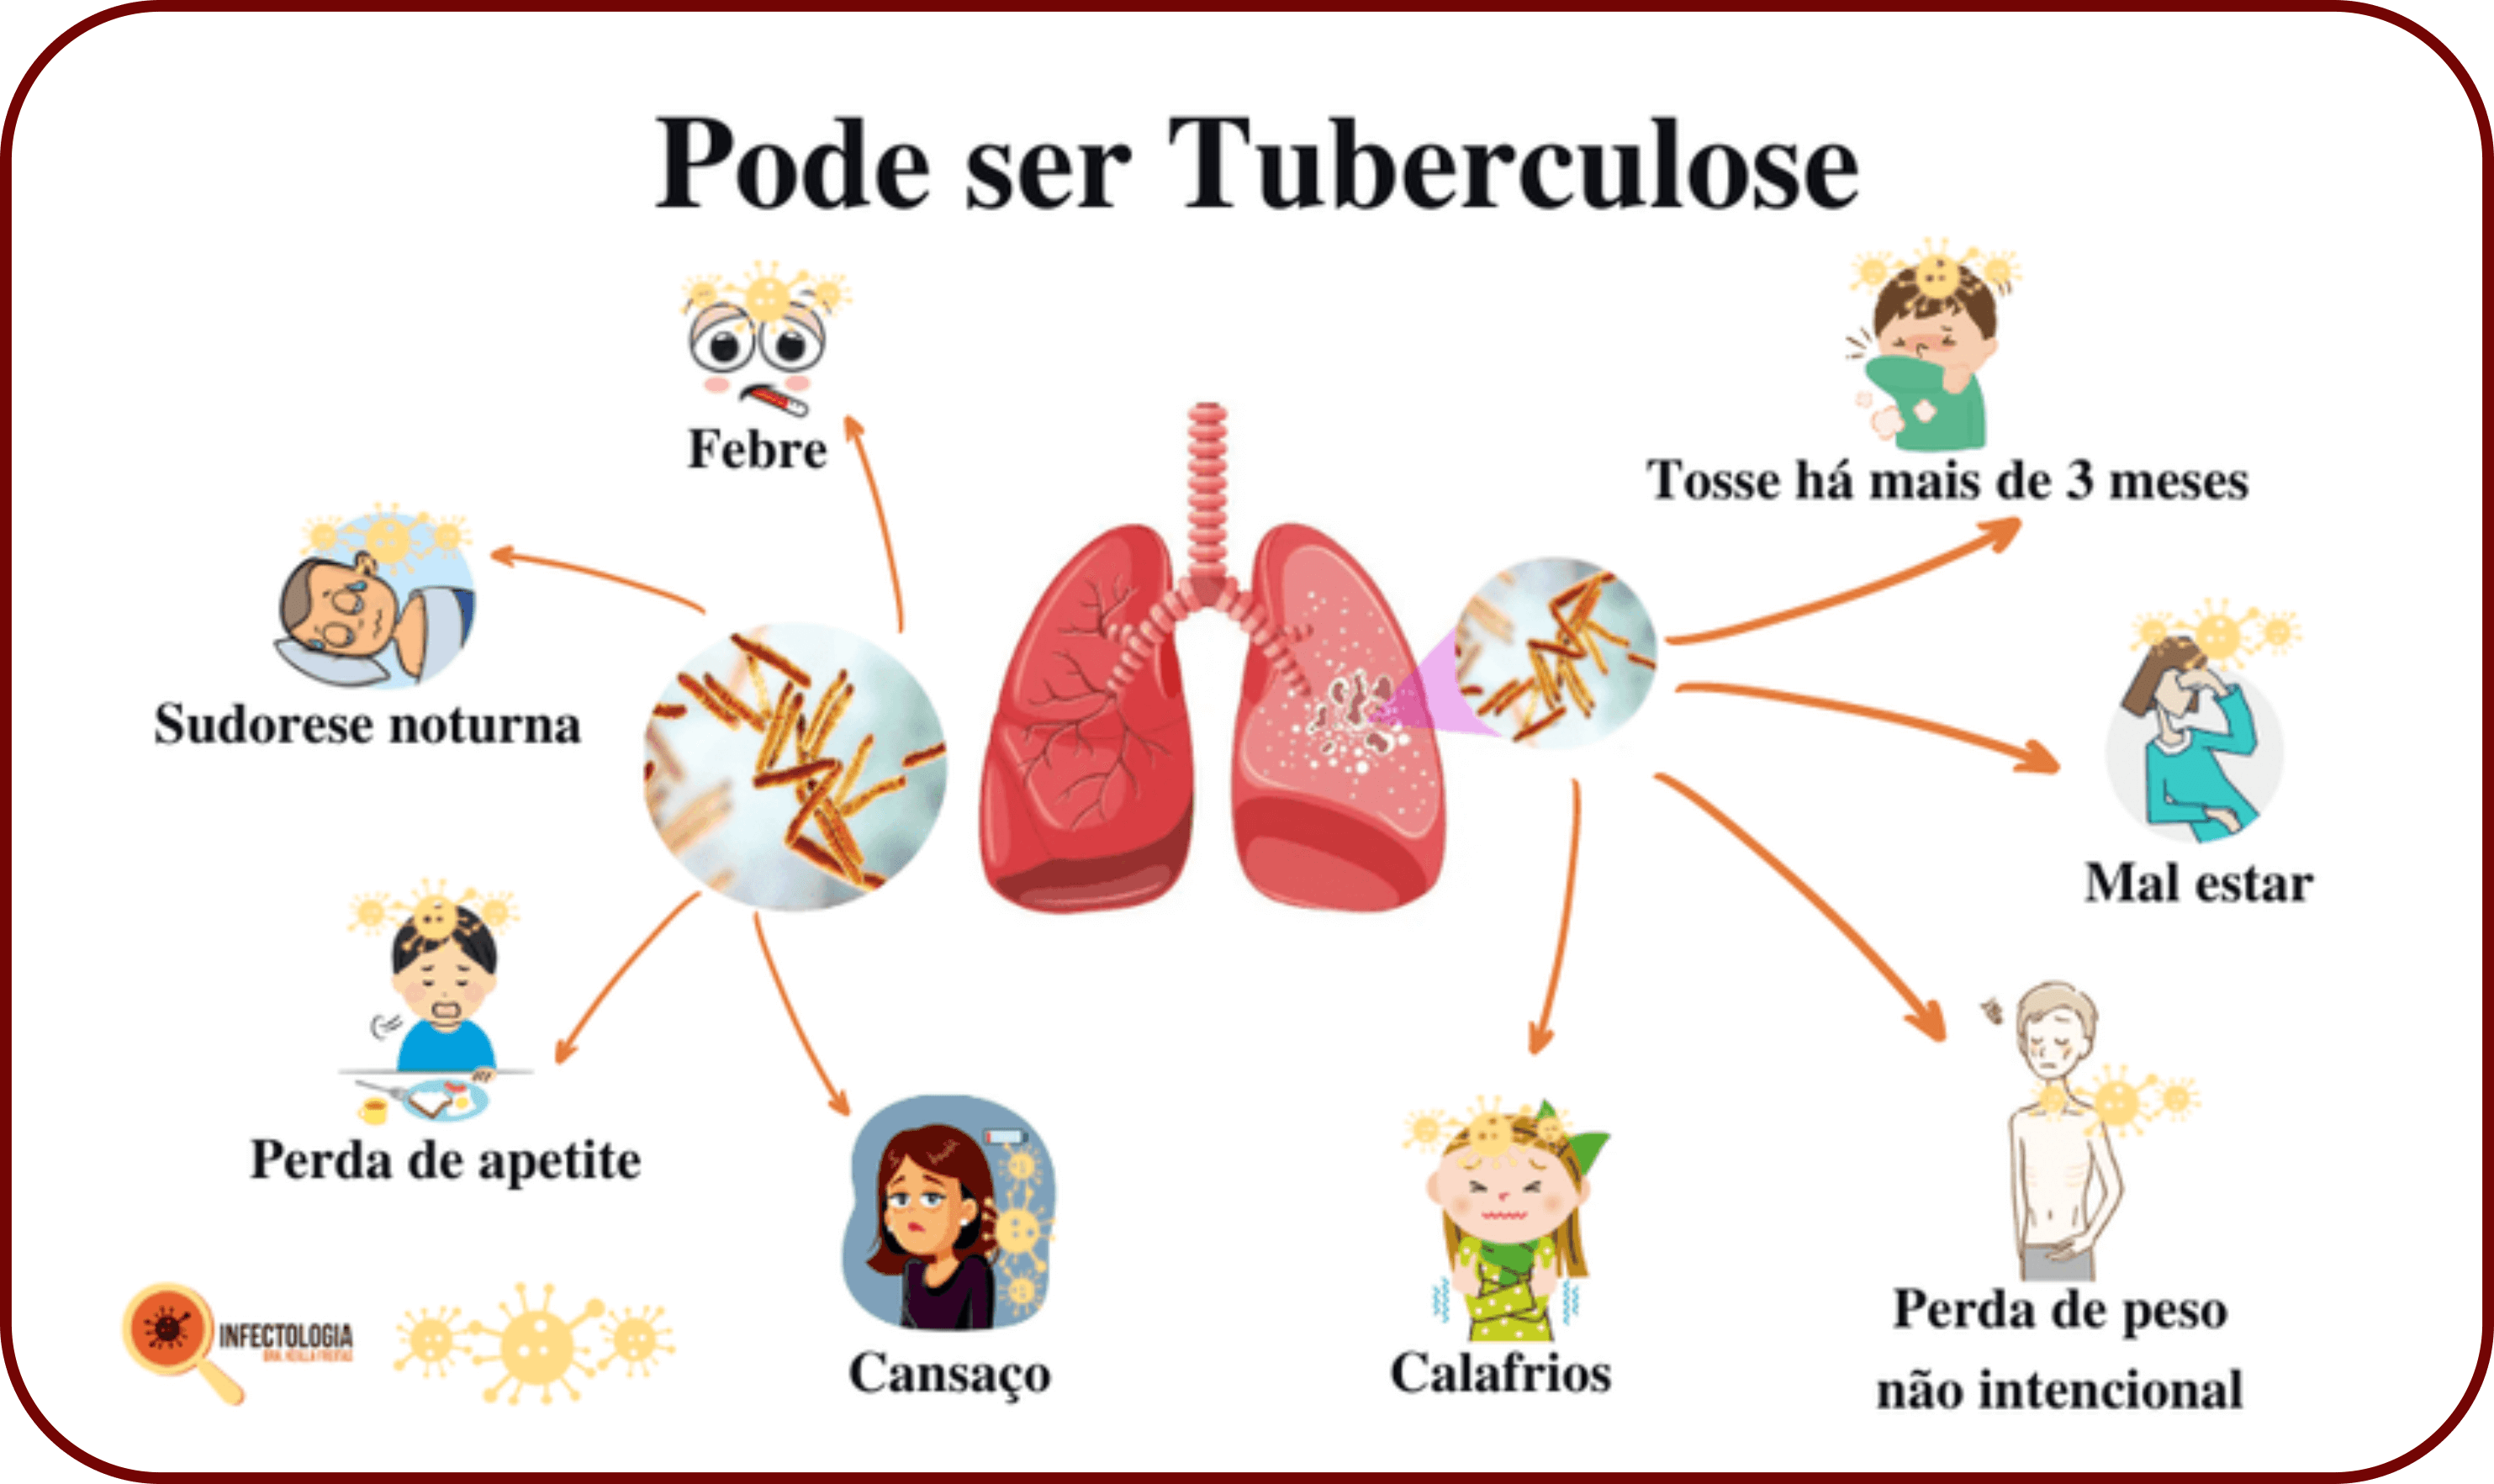 Pode ser Tuberculose
Febre
Tosse há mais de 3 meses
Sudorese noturna
Mal estar
Perda de apetite
Cansaço
Calafrios
Perda de peso
não intencional
INFECTOLOGIA